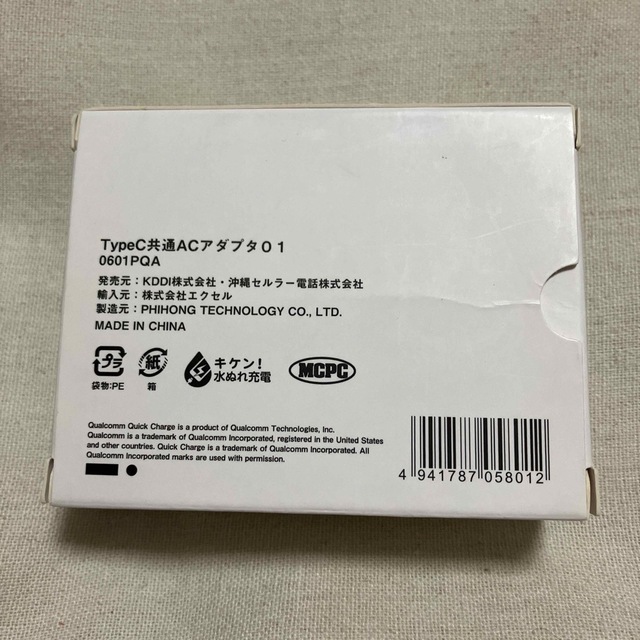 TypeC共通ACアダプタ01
0601PQA
発売元：KDDI株式会社・沖縄セルラー電話株式会社
輸入元：株式会社エクセル
製造元：PHIHONG TECHNOLOGY CO., LTD.
MADE IN CHINA
プラ
袋物:PE
紙
箱
キケン!
水ぬれ充電
MCPC
Qualcomm Quick Charge is a product of Qualcomm Technologies, Inc.
Qualcomm is a trademark of Qualcomm Incorporated, registered in the United States
and other countries. Quick Charge is a trademark of Qualcomm Incorporated. All
Qualcomm Incorporated marks are used with permission.
4 941787 058012